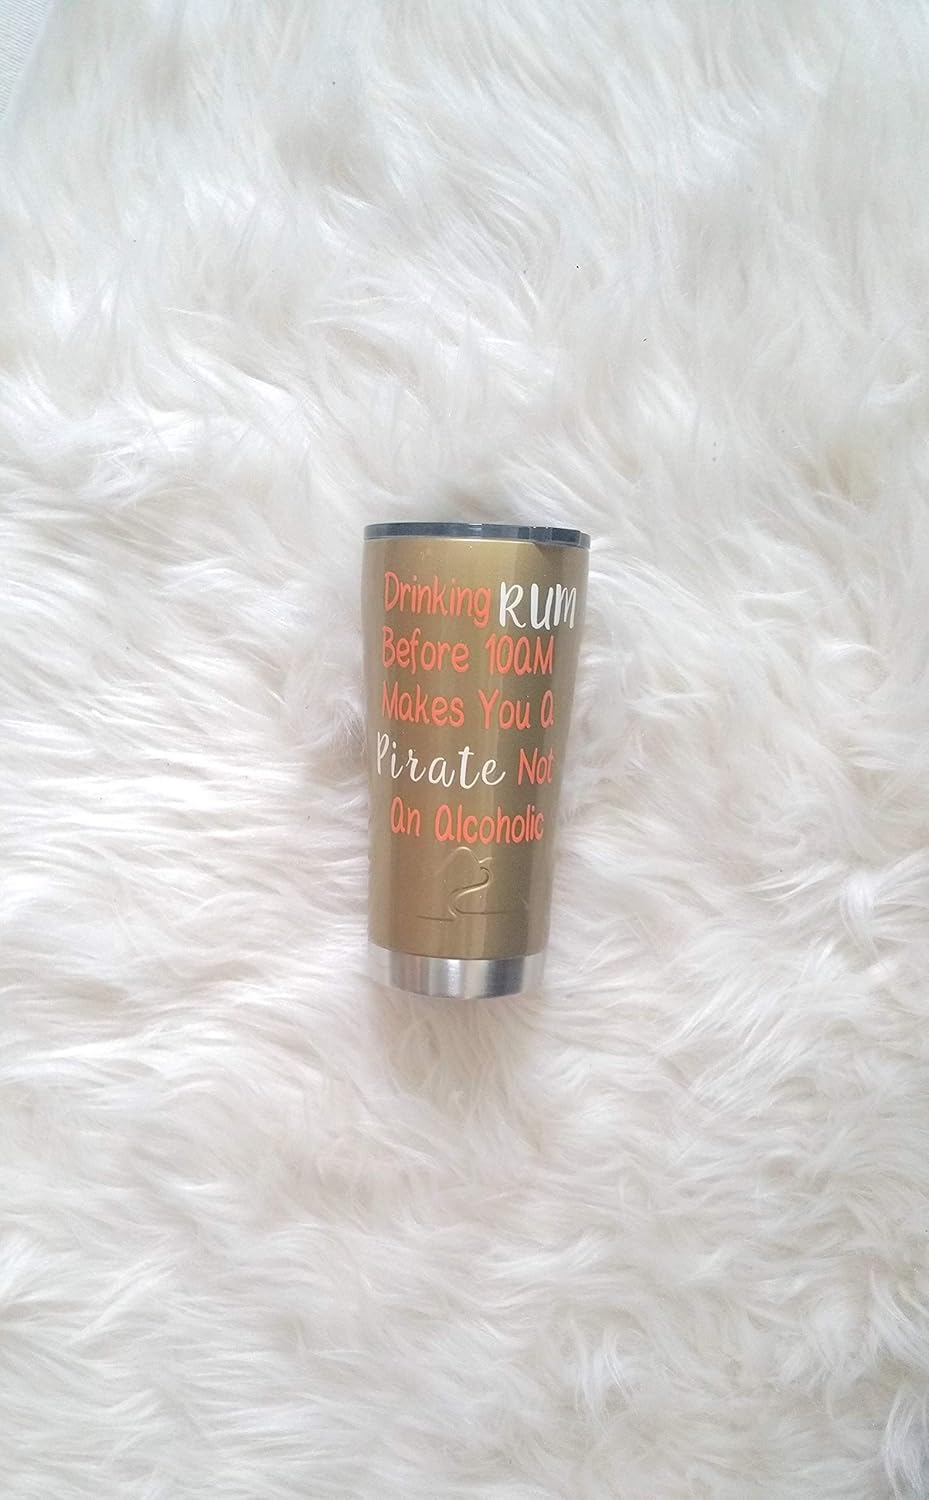 Drinking RUM
Before 10AM
Makes You A
Pirate Not
An Alcoholic